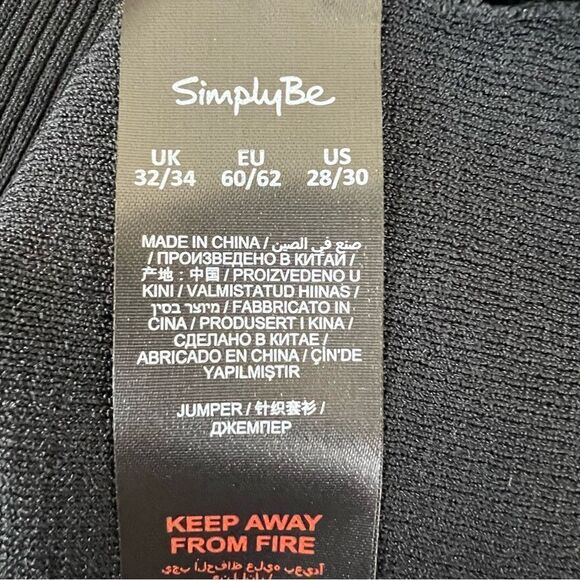 SimplyBe
UK EU US
32/34 60/62 28/30
MADE IN CHINA / صنع في الصين
/ ПРОИЗВЕДЕНО В КИТАЙ /
产地：中国 / PROIZVEDENO U
KINI / VALMISTATUD HIINAS /
מיוצר בסין / FABBRICATO IN
CINA / PRODUSERT I KINA /
СДЕЛАНО В КИТАЕ /
ABRICADO EN CHINA / ÇİN'DE
YAPILMIŞTIR
JUMPER / 针织套衫 /
ДЖЕМПЕР
KEEP AWAY
FROM FIRE